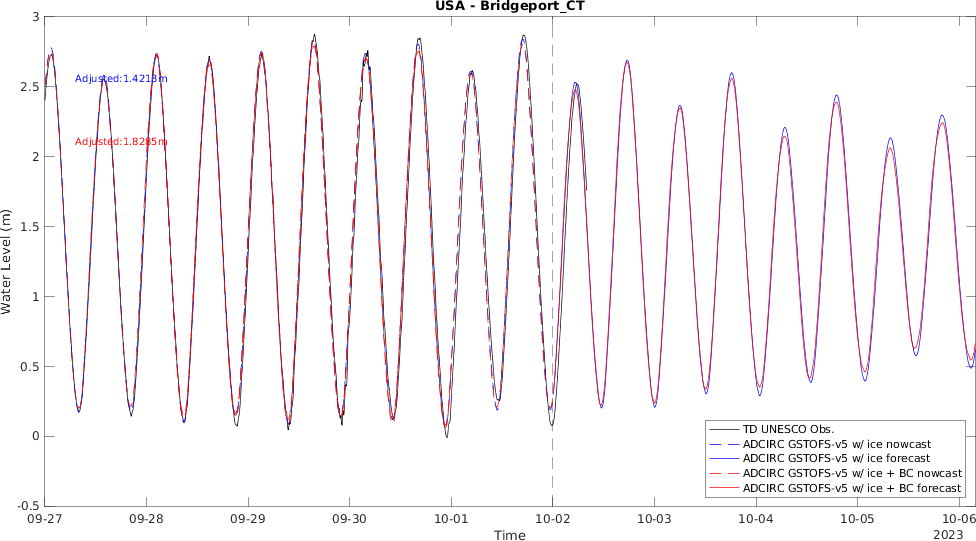 USA - Bridgeport_CT
3
2.5
2
1.5
1
0.5
0
-0.5
Water Level (m)
Adjusted:1.4213m
Adjusted:1.8285m
TD UNESCO Obs.
ADCIRC GSTOFS-v5 w/ ice nowcast
ADCIRC GSTOFS-v5 w/ ice forecast
ADCIRC GSTOFS-v5 w/ ice + BC nowcast
ADCIRC GSTOFS-v5 w/ ice + BC forecast
09-27 09-28 09-29 09-30 10-01 10-02 10-03 10-04 10-05 10-06
Time
2023